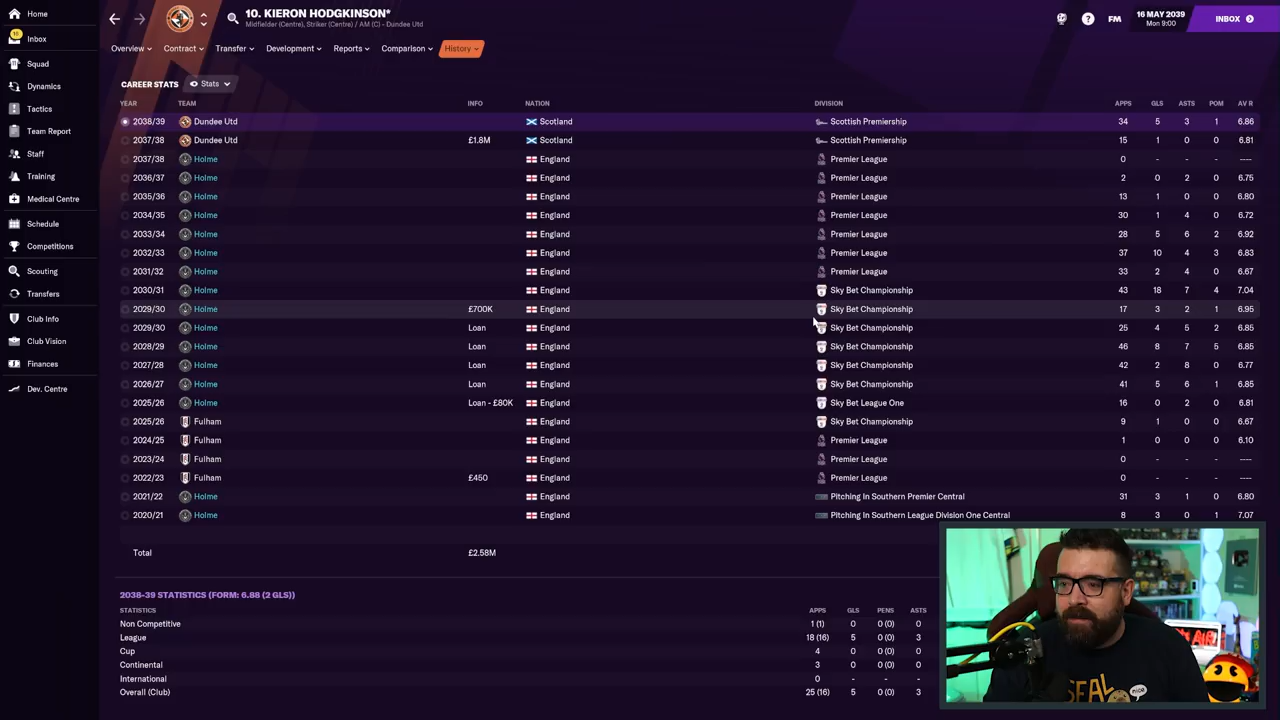 Home
10. KIERON HODGKINSON*
Midfielder (Centre), Striker (Centre) / AM (C) - Dundee Utd
FM
16 MAY 2039
Mon 9:00
INBOX
10
Inbox
Overview
Contract
Transfer
Development
Reports
Comparison
History
Squad
Dynamics
Tactics
Team Report
Staff
Training
Medical Centre
Schedule
Competitions
Scouting
Transfers
Club Info
Club Vision
Finances
Dev. Centre
CAREER STATS Stats
YEAR TEAM INFO NATION DIVISION APPS GLS ASTS POM AV R
2038/39 Dundee Utd Scotland Scottish Premiership 34 5 3 1 6.86
2037/38 Dundee Utd £1.8M Scotland Scottish Premiership 15 1 0 0 6.81
2037/38 Holme England Premier League 0 - - - ----
2036/37 Holme England Premier League 2 0 2 0 6.75
2035/36 Holme England Premier League 13 1 0 0 6.80
2034/35 Holme England Premier League 30 1 4 0 6.72
2033/34 Holme England Premier League 28 5 6 2 6.92
2032/33 Holme England Premier League 37 10 4 3 6.83
2031/32 Holme England Premier League 33 2 4 0 6.67
2030/31 Holme England Sky Bet Championship 43 18 7 4 7.04
2029/30 Holme £700K England Sky Bet Championship 17 3 2 1 6.95
2029/30 Holme Loan England Sky Bet Championship 25 4 5 2 6.85
2028/29 Holme Loan England Sky Bet Championship 46 8 7 5 6.85
2027/28 Holme Loan England Sky Bet Championship 42 2 8 0 6.77
2026/27 Holme Loan England Sky Bet Championship 41 5 6 1 6.85
2025/26 Holme Loan - £80K England Sky Bet League One 16 0 2 0 6.81
2025/26 Fulham England Sky Bet Championship 9 1 0 0 6.67
2024/25 Fulham England Premier League 1 0 0 0 6.10
2023/24 Fulham England Premier League 0 - - - ----
2022/23 Fulham £450 England Premier League 0 - - - ----
2021/22 Holme England Pitching In Southern Premier Central 31 3 1 0 6.80
2020/21 Holme England Pitching In Southern League Division One Central 8 3 0 1 7.07
Total £2.58M
2038-39 STATISTICS (FORM: 6.88 (2 GLS))
STATISTICS APPS GLS PENS ASTS
Non Competitive 1 (1) 0 0 (0) 0
League 18 (16) 5 0 (0) 3
Cup 4 0 0 (0) 0
Continental 3 0 0 (0) 0
International 0 - - -
Overall (Club) 25 (16) 5 0 (0) 3
SEAL
nice